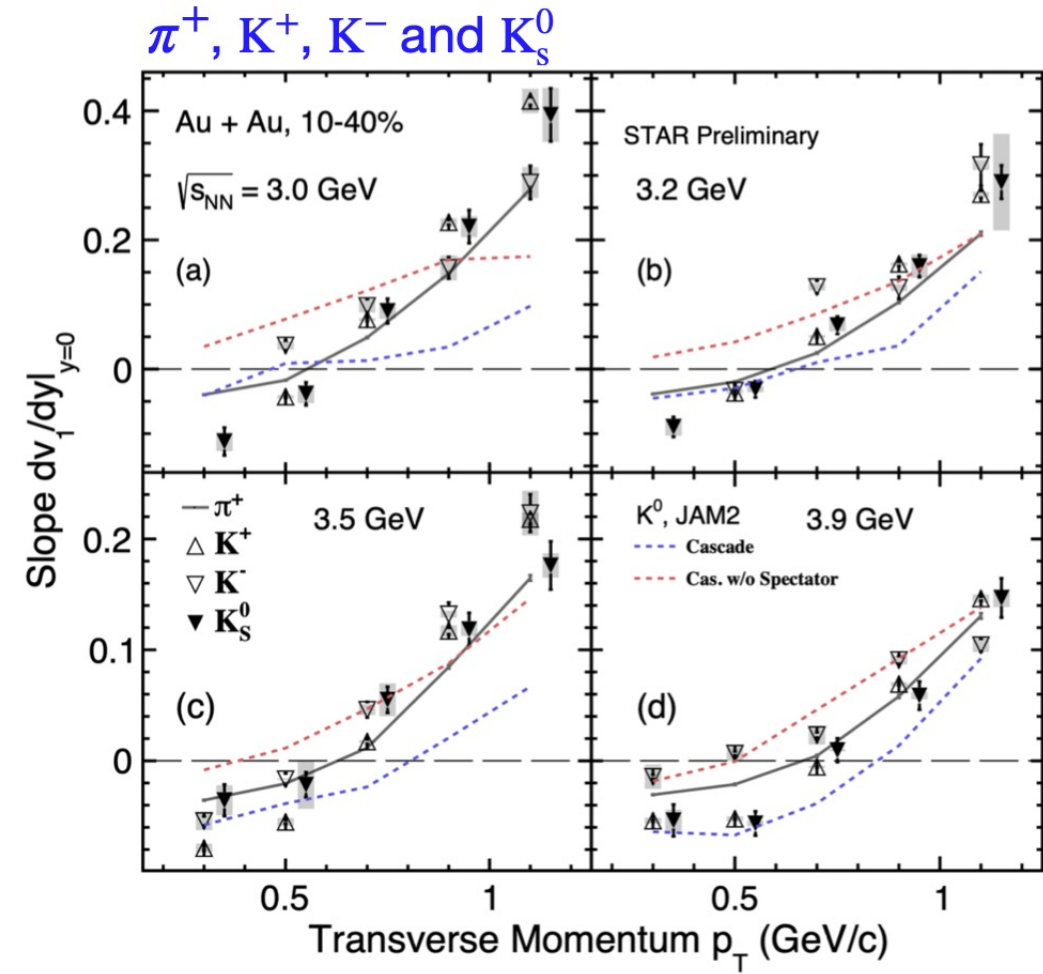 π⁺, K⁺, K⁻ and K⁰ₛ
Au + Au, 10-40%
√sNN = 3.0 GeV
(a)
STAR Preliminary
3.2 GeV
(b)
0.4
0.2
0
π⁺
K⁺
K⁻
K⁰S
3.5 GeV
(c)
K⁰, JAM2
Cascade
Cas. w/o Spectator
3.9 GeV
(d)
0.2
0.1
0
0.5
1
0.5
1
Slope dv₁/dy|y=0
Transverse Momentum pT (GeV/c)